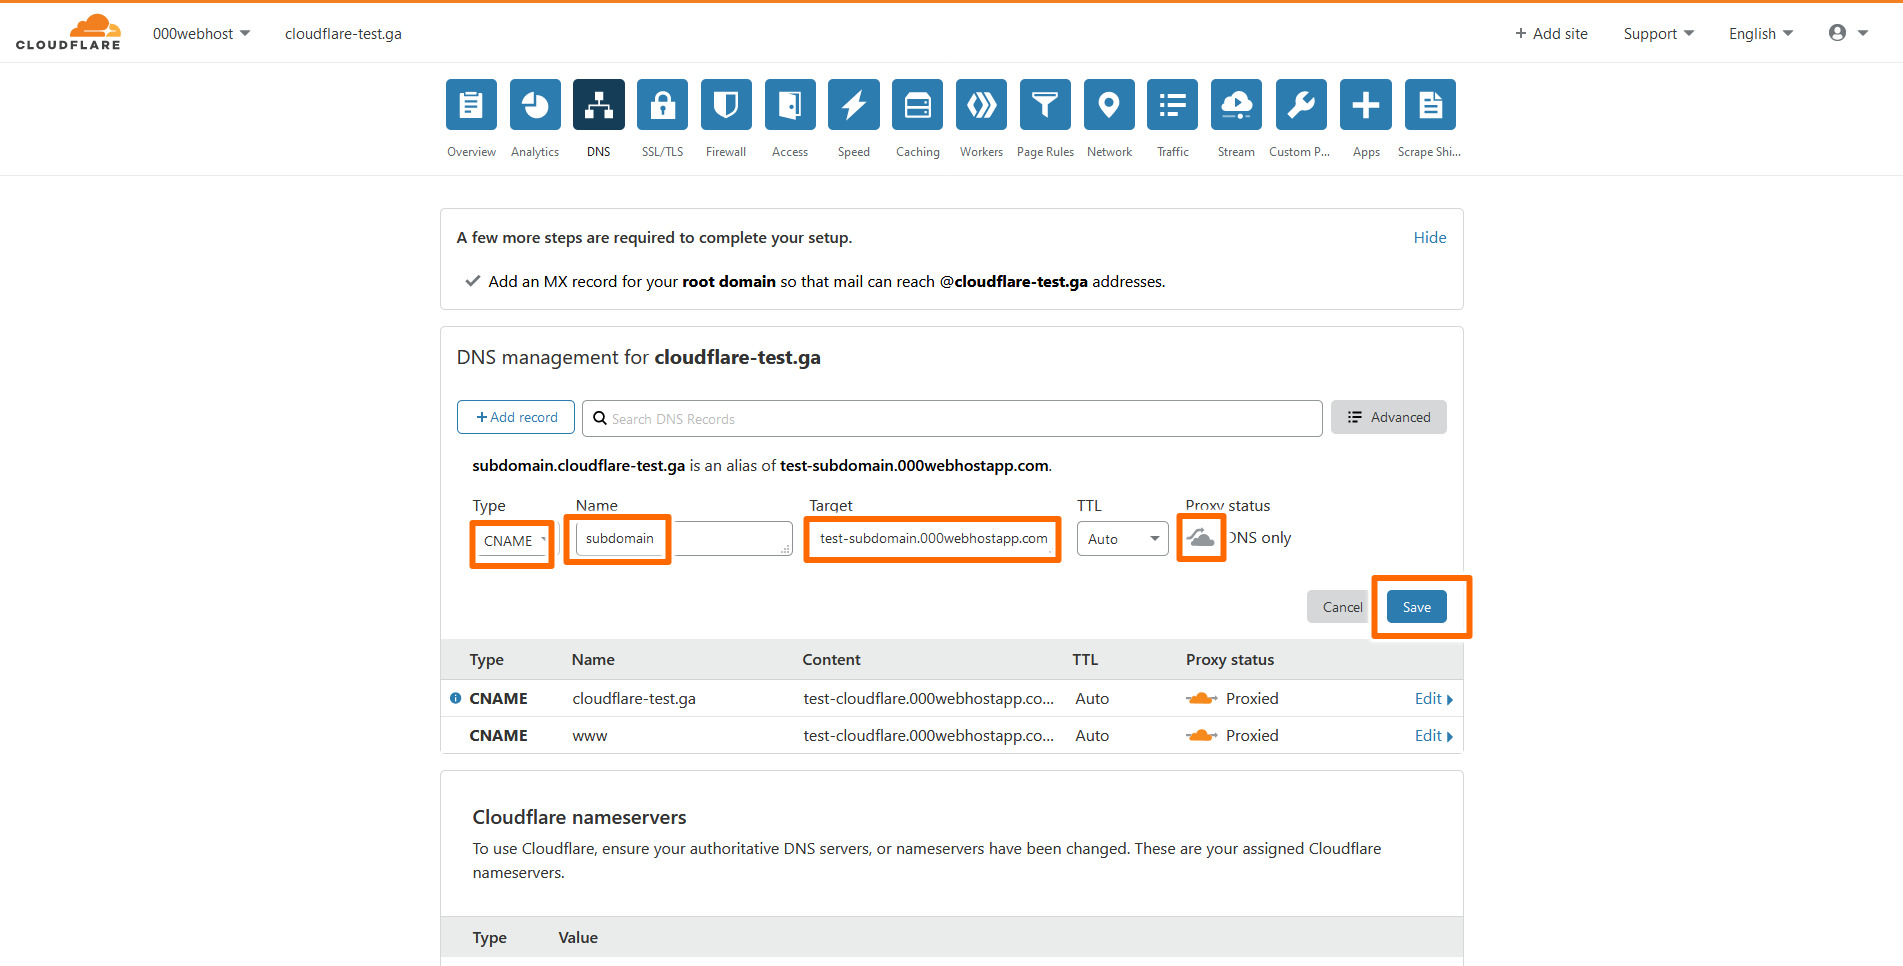 CLOUDFLARE 000webhost cloudflare-test.ga + Add site Support English
Overview Analytics DNS SSL/TLS Firewall Access Speed Caching Workers Page Rules Network Traffic Stream Custom P... Apps Scrape Shi...
A few more steps are required to complete your setup. Hide
Add an MX record for your root domain so that mail can reach @cloudflare-test.ga addresses.
DNS management for cloudflare-test.ga
+ Add record Search DNS Records Advanced
subdomain.cloudflare-test.ga is an alias of test-subdomain.000webhostapp.com.
Type Name Target TTL Proxy status
CNAME subdomain test-subdomain.000webhostapp.com Auto DNS only
Cancel Save
Type Name Content TTL Proxy status
CNAME cloudflare-test.ga test-cloudflare.000webhostapp.co... Auto Proxied Edit
CNAME www test-cloudflare.000webhostapp.co... Auto Proxied Edit
Cloudflare nameservers
To use Cloudflare, ensure your authoritative DNS servers, or nameservers have been changed. These are your assigned Cloudflare
nameservers.
Type Value